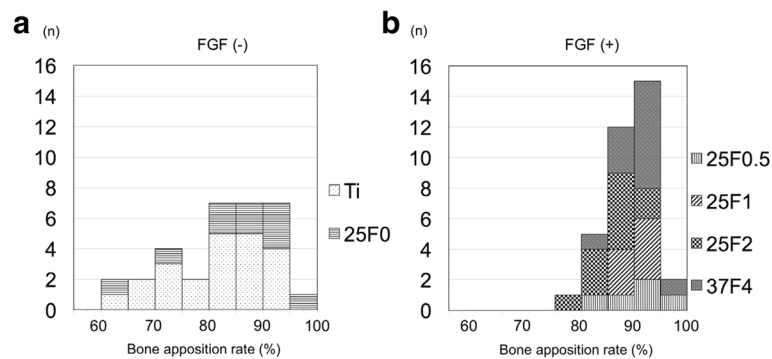 a (n) FGF (-)
16
14
12
10
8
6
4
2
0
60 70 80 90 100
Bone apposition rate (%)
Ti
25F0
b (n) FGF (+)
16
14
12
10
8
6
4
2
0
60 70 80 90 100
Bone apposition rate (%)
25F0.5
25F1
25F2
37F4